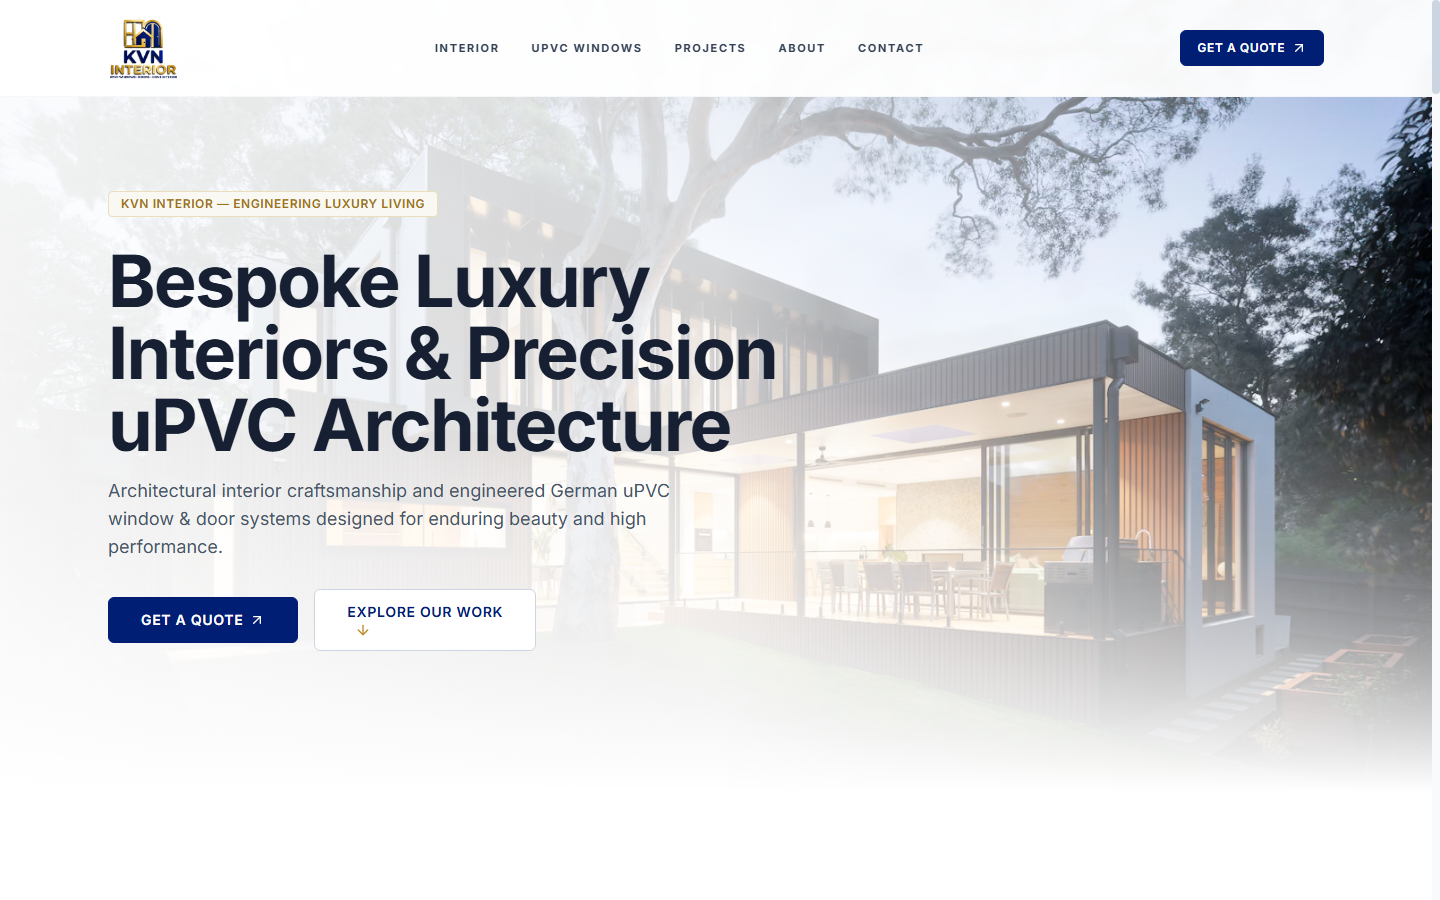 KVN
INTERIOR
INTERIOR
UPVC WINDOWS
PROJECTS
ABOUT
CONTACT
GET A QUOTE
KVN INTERIOR — ENGINEERING LUXURY LIVING
Bespoke Luxury
Interiors & Precision
uPVC Architecture
Architectural interior craftsmanship and engineered German uPVC
window & door systems designed for enduring beauty and high
performance.
GET A QUOTE
EXPLORE OUR WORK